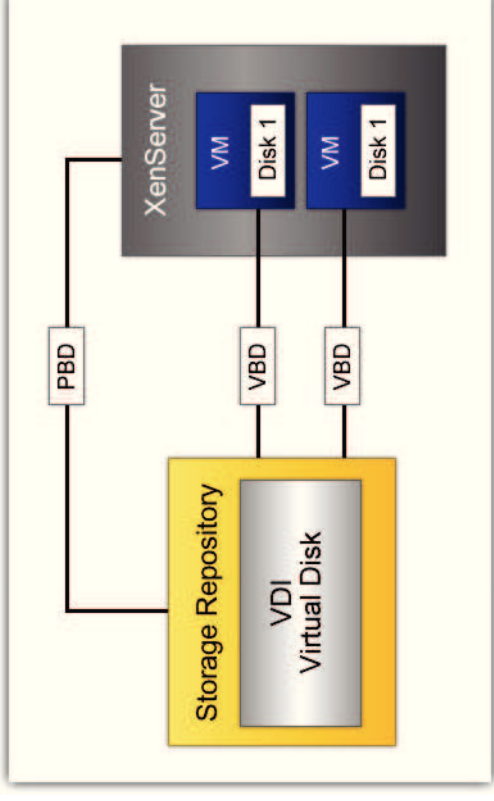 PBD
XenServer
VM
Disk 1
VM
Disk 1
VBD
VBD
Storage Repository
VDI
Virtual Disk